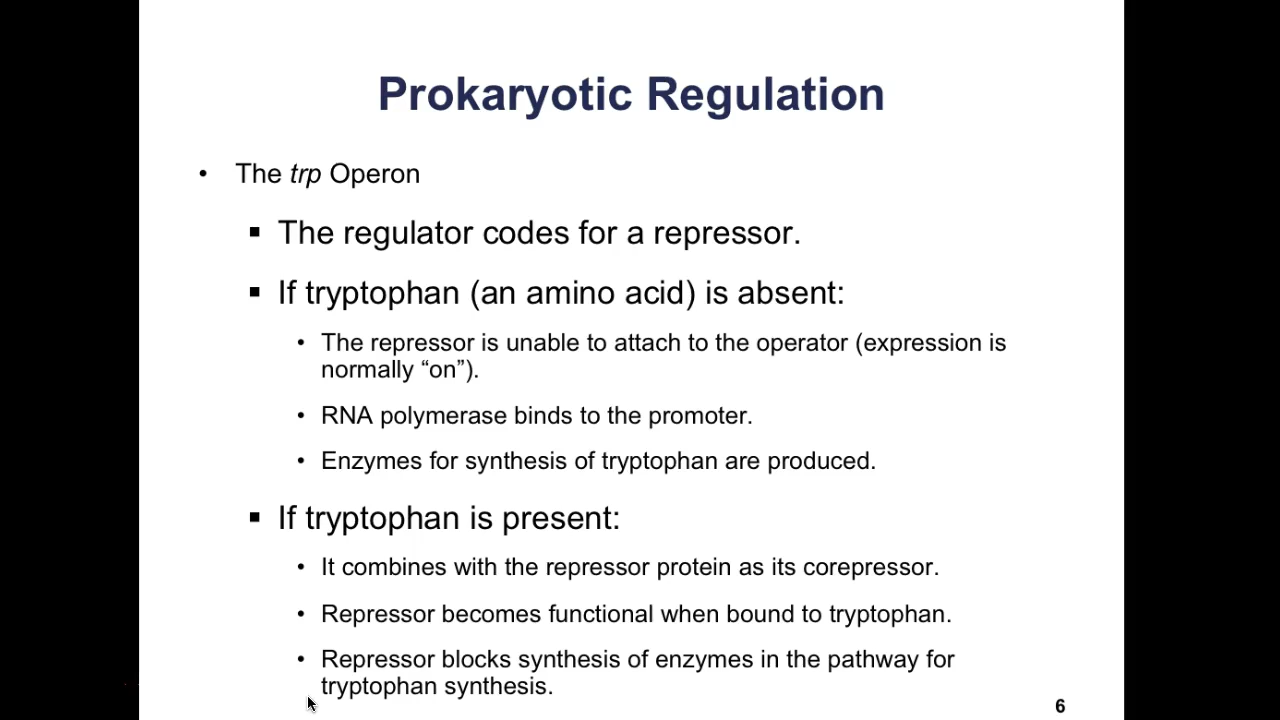 Prokaryotic Regulation
• The trp Operon
▪ The regulator codes for a repressor.
▪ If tryptophan (an amino acid) is absent:
• The repressor is unable to attach to the operator (expression is
normally “on”).
• RNA polymerase binds to the promoter.
• Enzymes for synthesis of tryptophan are produced.
▪ If tryptophan is present:
• It combines with the repressor protein as its corepressor.
• Repressor becomes functional when bound to tryptophan.
• Repressor blocks synthesis of enzymes in the pathway for
tryptophan synthesis.
6